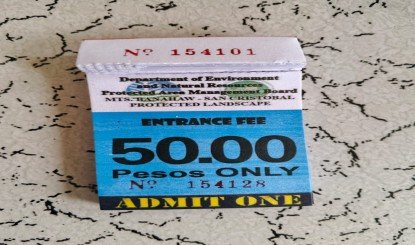 Nº 154101
Department of Environment
and Natural Resources
Protected Area Management Board
MTS. BANAHAW - SAN CRISTOBAL
PROTECTED LANDSCAPE
ENTRANCE FEE
50.00
Pesos ONLY
Nº 154128
ADMIT ONE